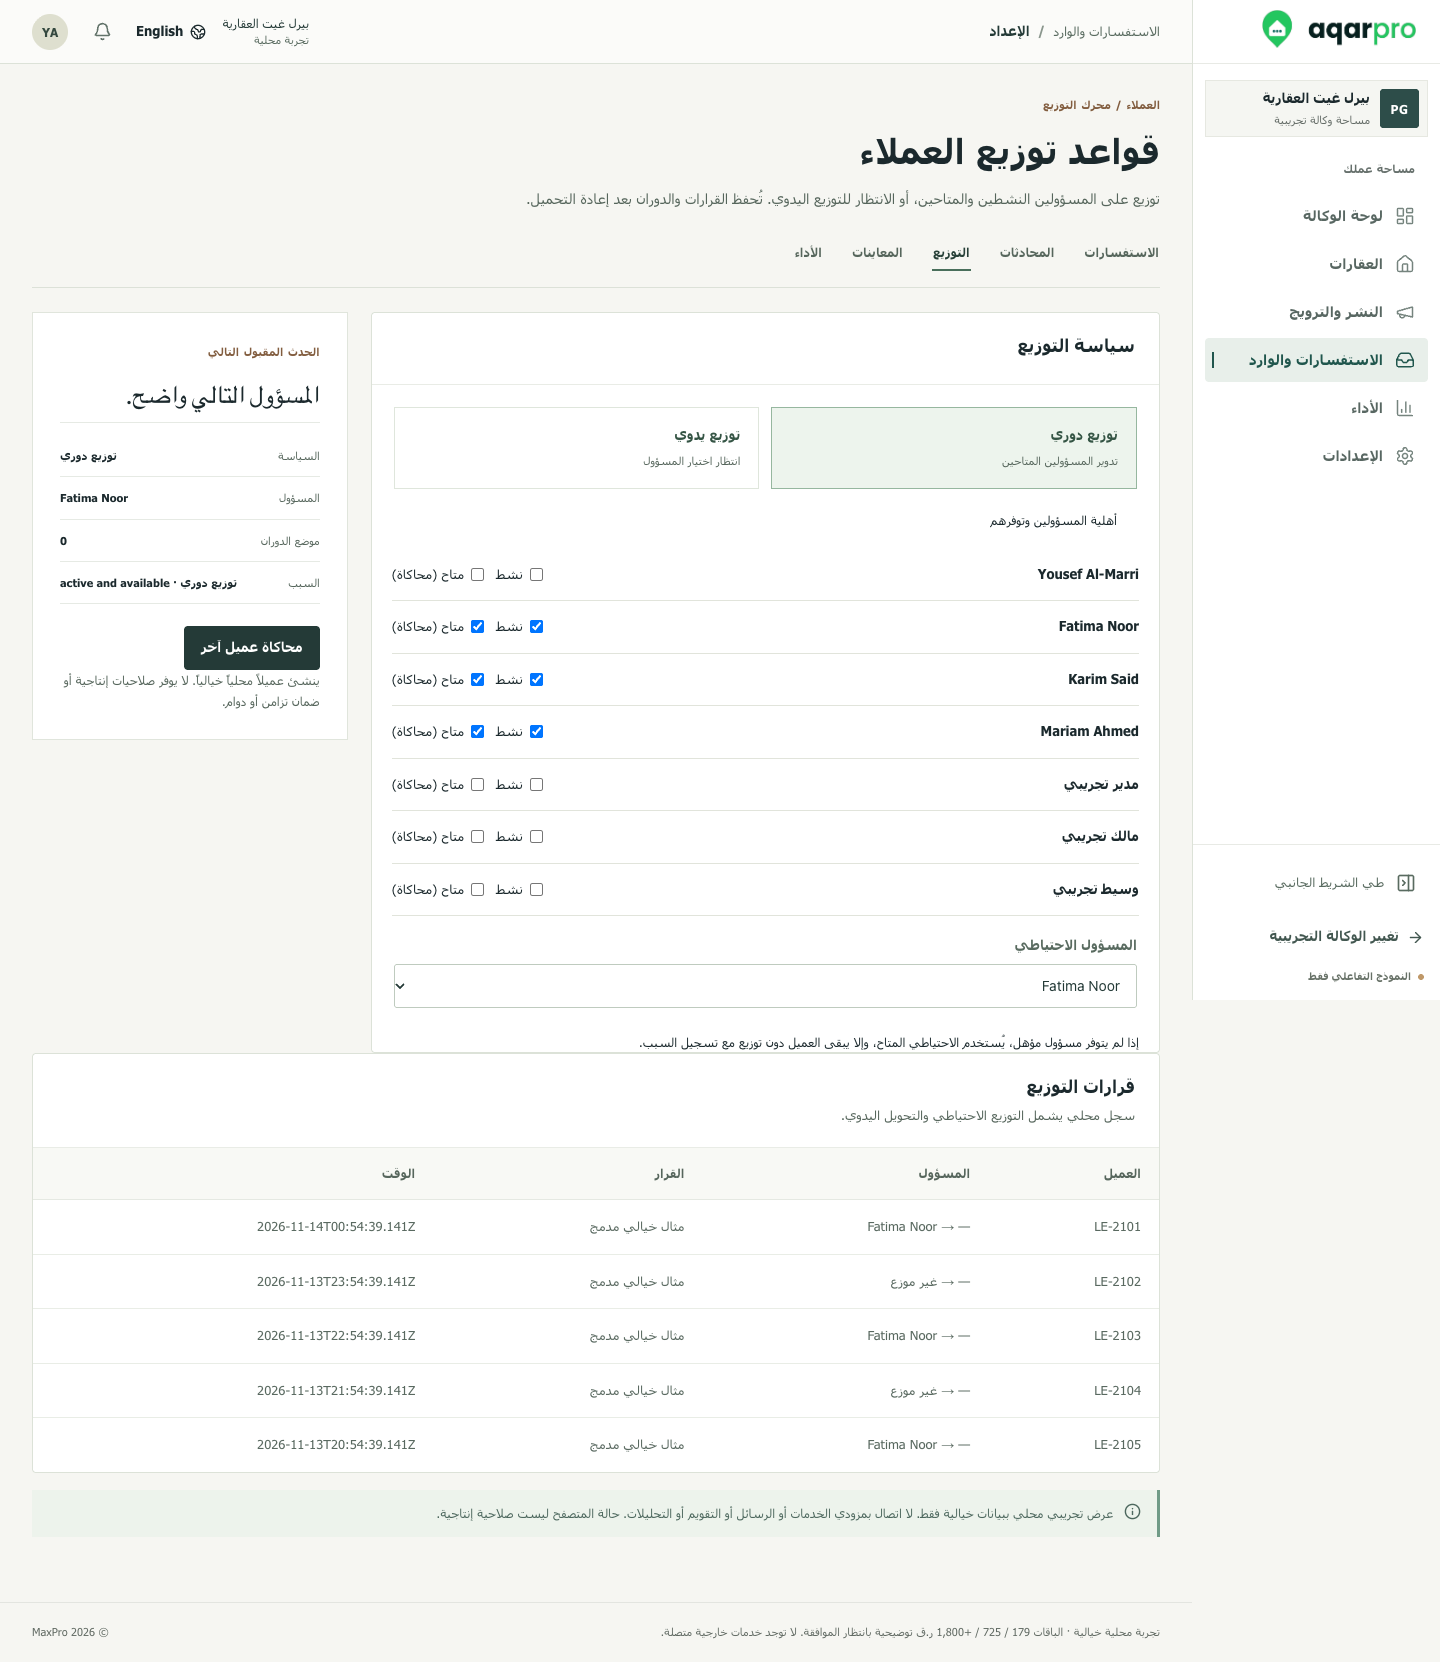 aqarpro
الاستفسارات والوارد / الإعداد
بيرل غيت العقارية
تجربة محلية
English
YA
PG
بيرل غيت العقارية
مساحة وكالة تجريبية
مساحة عملك
لوحة الوكالة
العقارات
النشر والترويج
الاستفسارات والوارد
الأداء
الإعدادات
طي الشريط الجانبي
تغيير الوكالة التجريبية
النموذج التفاعلي فقط
العملاء / محرك التوزيع
قواعد توزيع العملاء
توزيع على المسؤولين النشطين والمتاحين، أو الانتظار للتوزيع اليدوي. تُحفظ القرارات والدوران بعد إعادة التحميل.
الاستفسارات
المحادثات
التوزيع
المعاينات
الأداء
سياسة التوزيع
توزيع دوري
تدوير المسؤولين المتاحين
توزيع يدوي
انتظار اختيار المسؤول
أهلية المسؤولين وتوفرهم
Yousef Al-Marri نشط متاح (محاكاة)
Fatima Noor نشط متاح (محاكاة)
Karim Said نشط متاح (محاكاة)
Mariam Ahmed نشط متاح (محاكاة)
مدير تجريبي نشط متاح (محاكاة)
مالك تجريبي نشط متاح (محاكاة)
وسيط تجريبي نشط متاح (محاكاة)
المسؤول الاحتياطي
Fatima Noor
إذا لم يتوفر مسؤول مؤهل، يُستخدم الاحتياطي المتاح، وإلا يبقى العميل دون توزيع مع تسجيل السبب.
الحدث المقبول التالي
المسؤول التالي واضح.
السياسة توزيع دوري
المسؤول Fatima Noor
موضع الدوران 0
السبب توزيع دوري · active and available
محاكاة عميل آخر
ينشئ عميلاً محلياً خيالياً. لا يوفر صلاحيات إنتاجية أو
ضمان تزامن أو دوام.
قرارات التوزيع
سجل محلي يشمل التوزيع الاحتياطي والتحويل اليدوي.
العميل المسؤول القرار الوقت
LE-2101 — → Fatima Noor مثال خيالي مدمج 2026-11-14T00:54:39.141Z
LE-2102 — → غير موزع مثال خيالي مدمج 2026-11-13T23:54:39.141Z
LE-2103 — → Fatima Noor مثال خيالي مدمج 2026-11-13T22:54:39.141Z
LE-2104 — → غير موزع مثال خيالي مدمج 2026-11-13T21:54:39.141Z
LE-2105 — → Fatima Noor مثال خيالي مدمج 2026-11-13T20:54:39.141Z
عرض تجريبي محلي ببيانات خيالية فقط. لا اتصال بمزودي الخدمات أو الرسائل أو التقويم أو التحليلات. حالة المتصفح ليست صلاحية إنتاجية.
تجربة محلية خيالية · الباقات 179 / 725 / +1,800 ر.ق توضيحية بانتظار الموافقة. لا توجد خدمات خارجية متصلة.
© MaxPro 2026